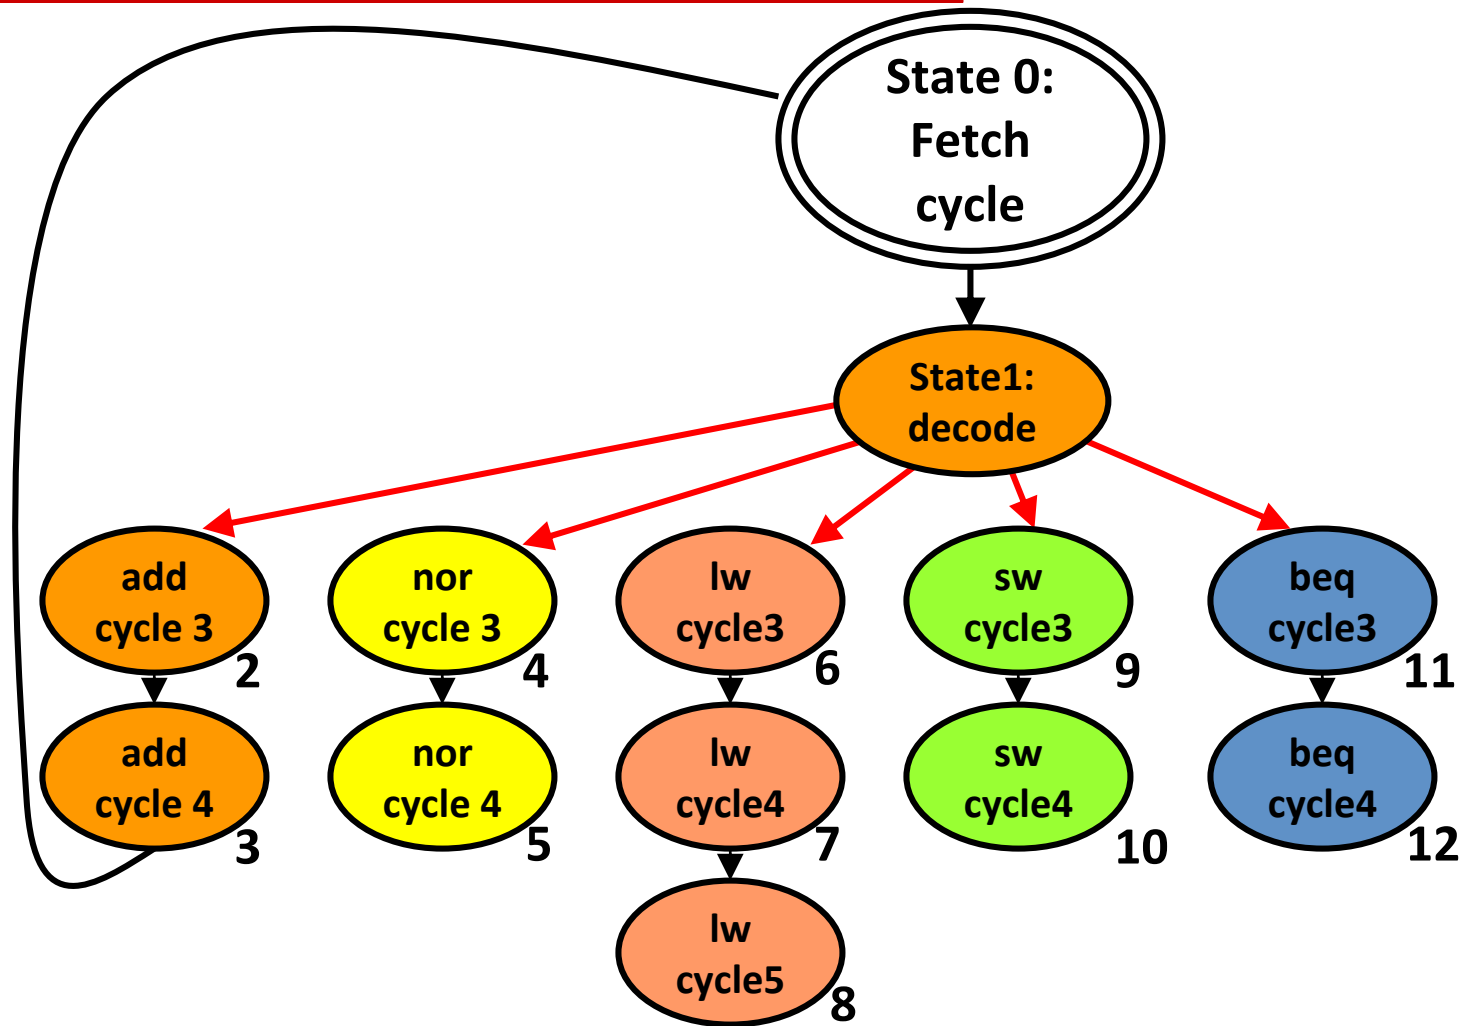 State 0:
Fetch
cycle
State1:
decode
add
cycle 3
2
nor
cycle 3
4
lw
cycle3
6
sw
cycle3
9
beq
cycle3
11
add
cycle 4
3
nor
cycle 4
5
lw
cycle4
7
sw
cycle4
10
beq
cycle4
12
lw
cycle5
8